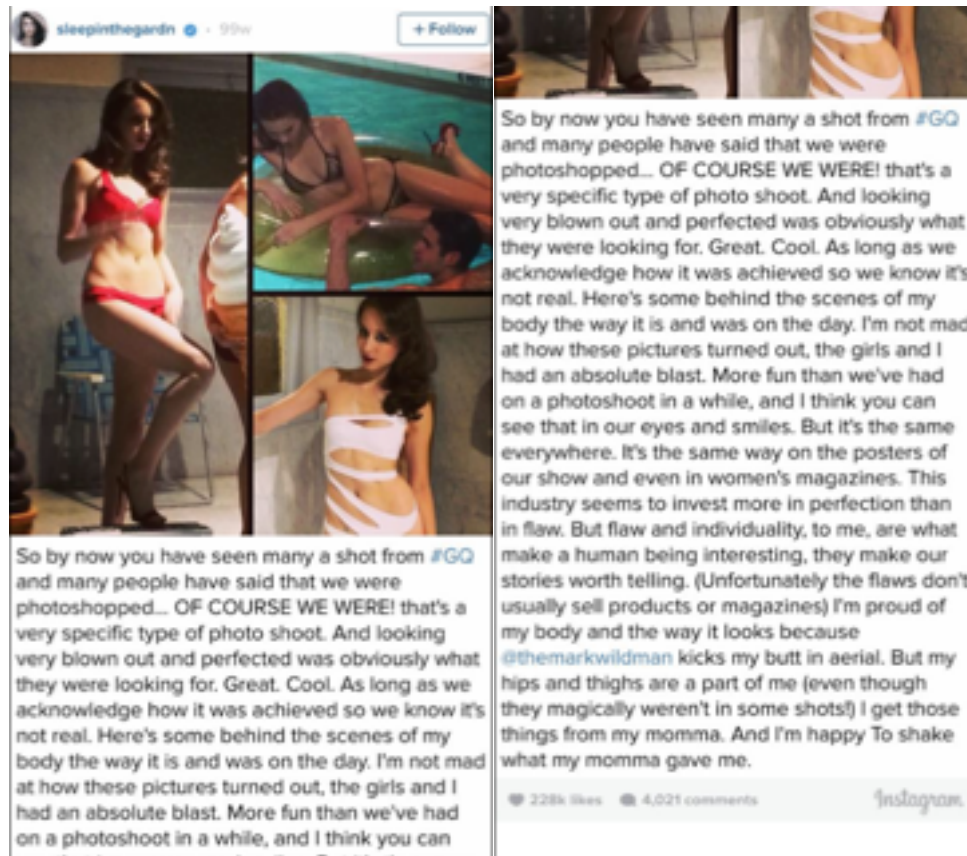 sleepinthegardn • 99w
+ Follow
So by now you have seen many a shot from #GQ
and many people have said that we were
photoshopped... OF COURSE WE WERE! that's a
very specific type of photo shoot. And looking
very blown out and perfected was obviously what
they were looking for. Great. Cool. As long as we
acknowledge how it was achieved so we know it's
not real. Here's some behind the scenes of my
body the way it is and was on the day. I'm not mad
at how these pictures turned out, the girls and I
had an absolute blast. More fun than we've had
on a photoshoot in a while, and I think you can
So by now you have seen many a shot from #GQ
and many people have said that we were
photoshopped... OF COURSE WE WERE! that's a
very specific type of photo shoot. And looking
very blown out and perfected was obviously what
they were looking for. Great. Cool. As long as we
acknowledge how it was achieved so we know it's
not real. Here's some behind the scenes of my
body the way it is and was on the day. I'm not mad
at how these pictures turned out, the girls and I
had an absolute blast. More fun than we've had
on a photoshoot in a while, and I think you can
see that in our eyes and smiles. But it's the same
everywhere. It's the same way on the posters of
our show and even in women's magazines. This
industry seems to invest more in perfection than
in flaw. But flaw and individuality, to me, are what
make a human being interesting, they make our
stories worth telling. (Unfortunately the flaws don't
usually sell products or magazines) I'm proud of
my body and the way it looks because
@themarkwildman kicks my butt in aerial. But my
hips and thighs are a part of me (even though
they magically weren't in some shots!) I get those
things from my momma. And I'm happy To shake
what my momma gave me.
228k likes 4,021 comments Instagram